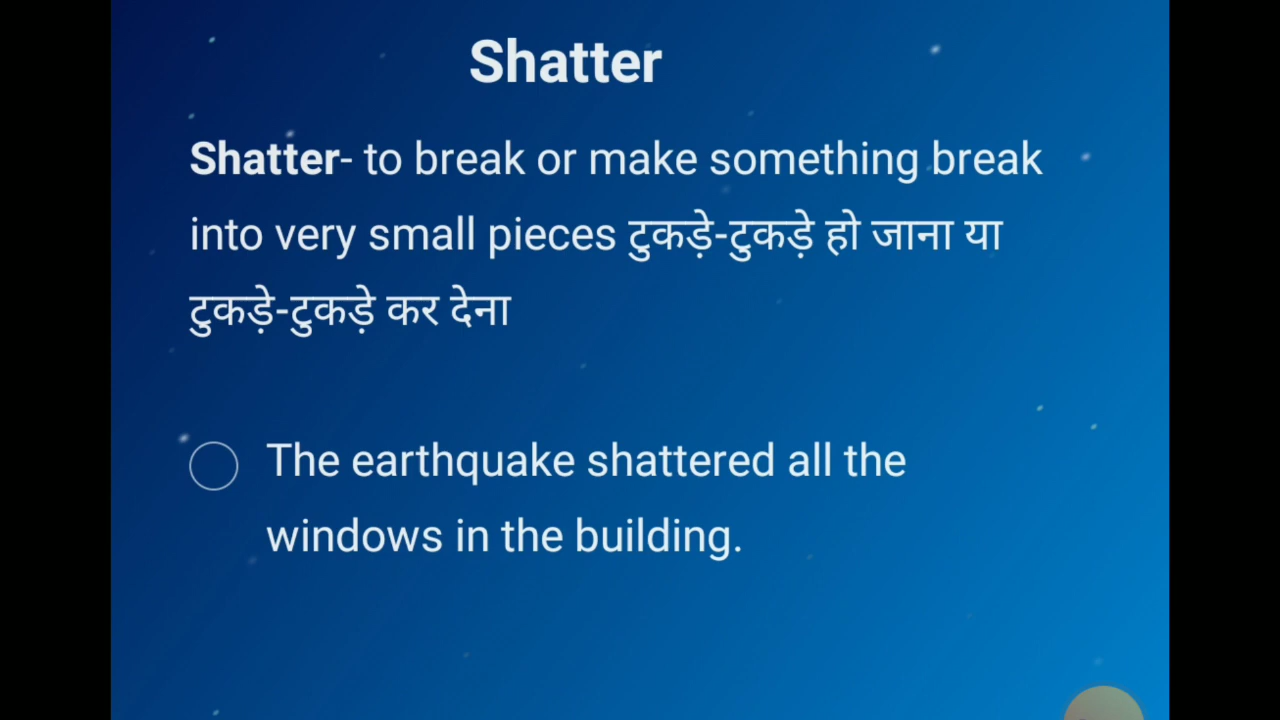 Shatter
Shatter- to break or make something break
into very small pieces टुकड़े-टुकड़े हो जाना या
टुकड़े-टुकड़े कर देना
The earthquake shattered all the
windows in the building.